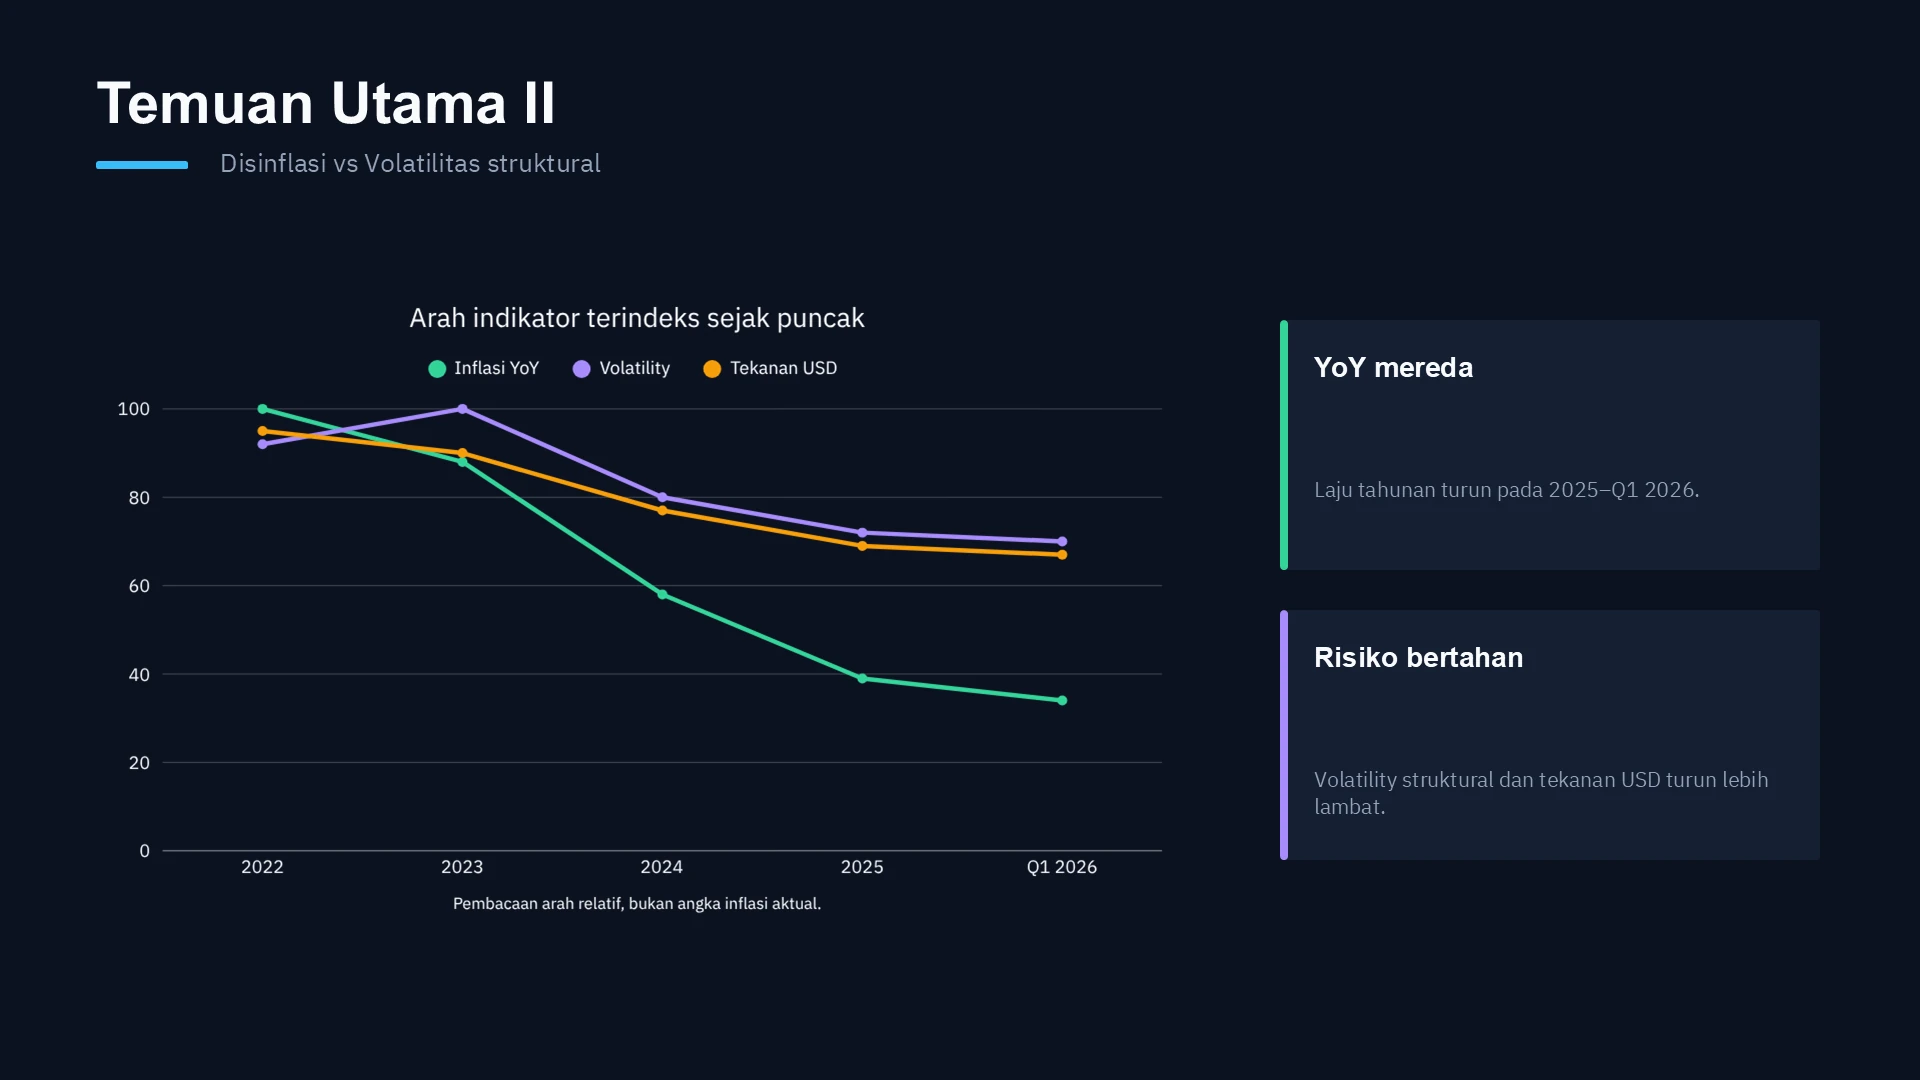 Temuan Utama II
Disinflasi vs Volatilitas struktural
Arah indikator terindeks sejak puncak
Inflasi YoY
Volatility
Tekanan USD
100
80
60
40
20
0
2022
2023
2024
2025
Q1 2026
Pembacaan arah relatif, bukan angka inflasi aktual.
YoY mereda
Laju tahunan turun pada 2025–Q1 2026.
Risiko bertahan
Volatility struktural dan tekanan USD turun lebih
lambat.